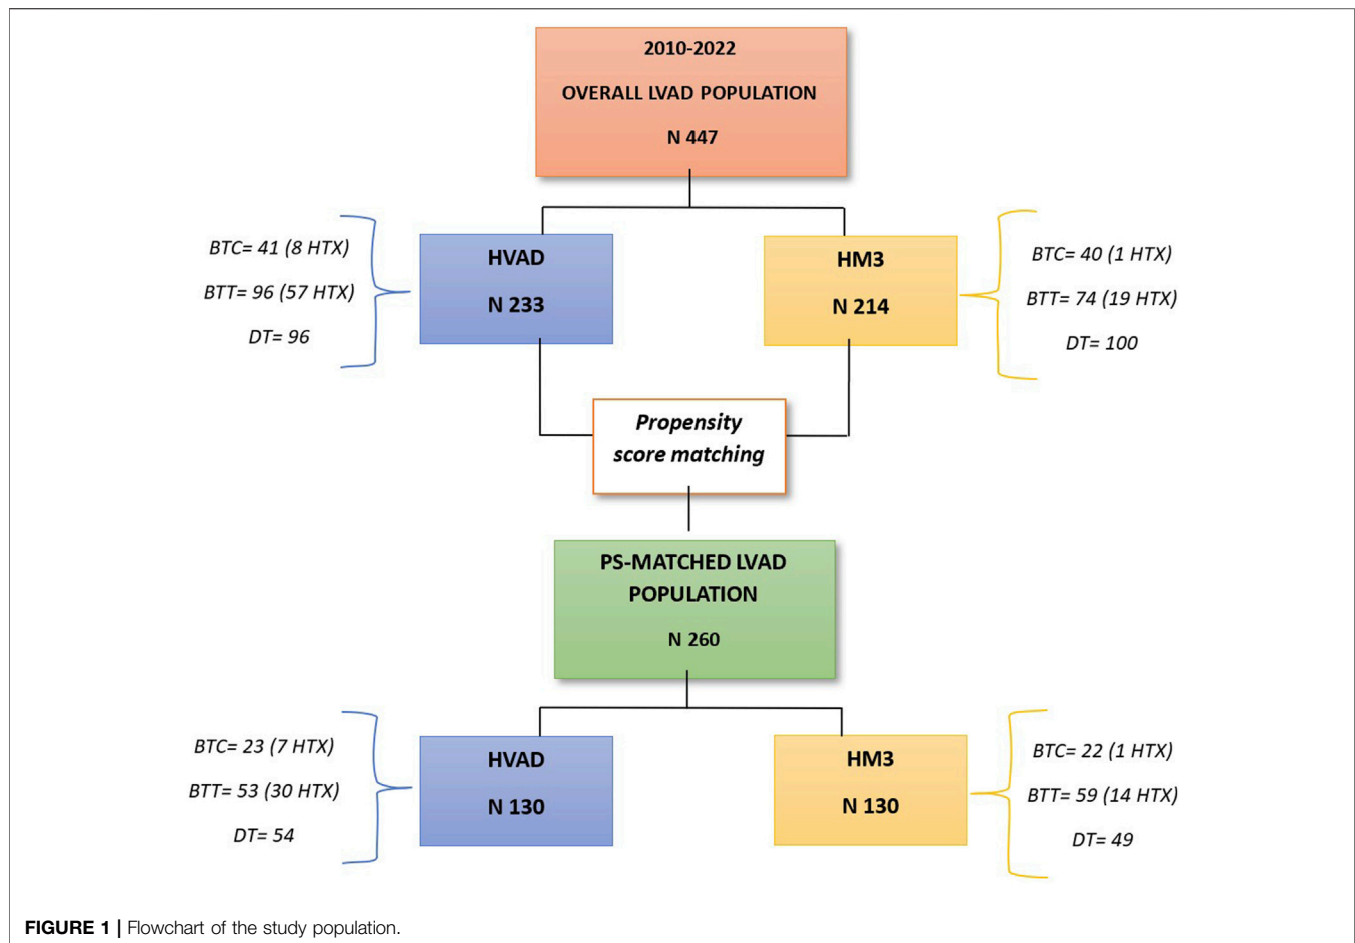 2010-2022
OVERALL LVAD POPULATION
N 447
BTC= 41 (8 HTX)
BTT= 96 (57 HTX)
DT= 96
HVAD
N 233
HM3
N 214
BTC= 40 (1 HTX)
BTT= 74 (19 HTX)
DT= 100
Propensity
score matching
PS-MATCHED LVAD
POPULATION
N 260
BTC= 23 (7 HTX)
BTT= 53 (30 HTX)
DT= 54
HVAD
N 130
HM3
N 130
BTC= 22 (1 HTX)
BTT= 59 (14 HTX)
DT= 49
FIGURE 1 | Flowchart of the study population.